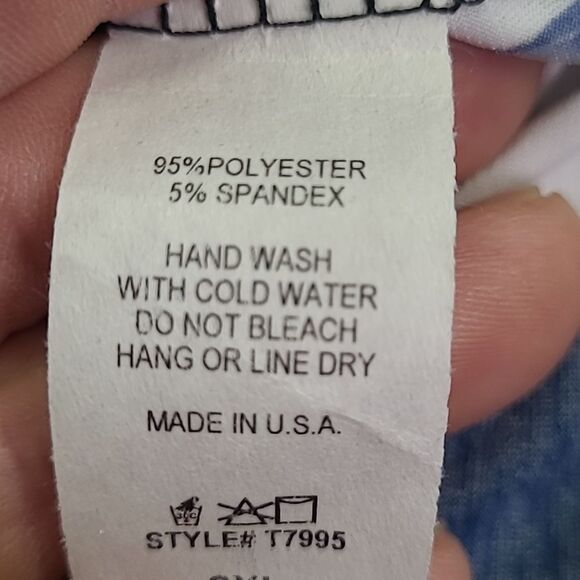 95%POLYESTER
5% SPANDEX
HAND WASH
WITH COLD WATER
DO NOT BLEACH
HANG OR LINE DRY
MADE IN U.S.A.
STYLE# T7995